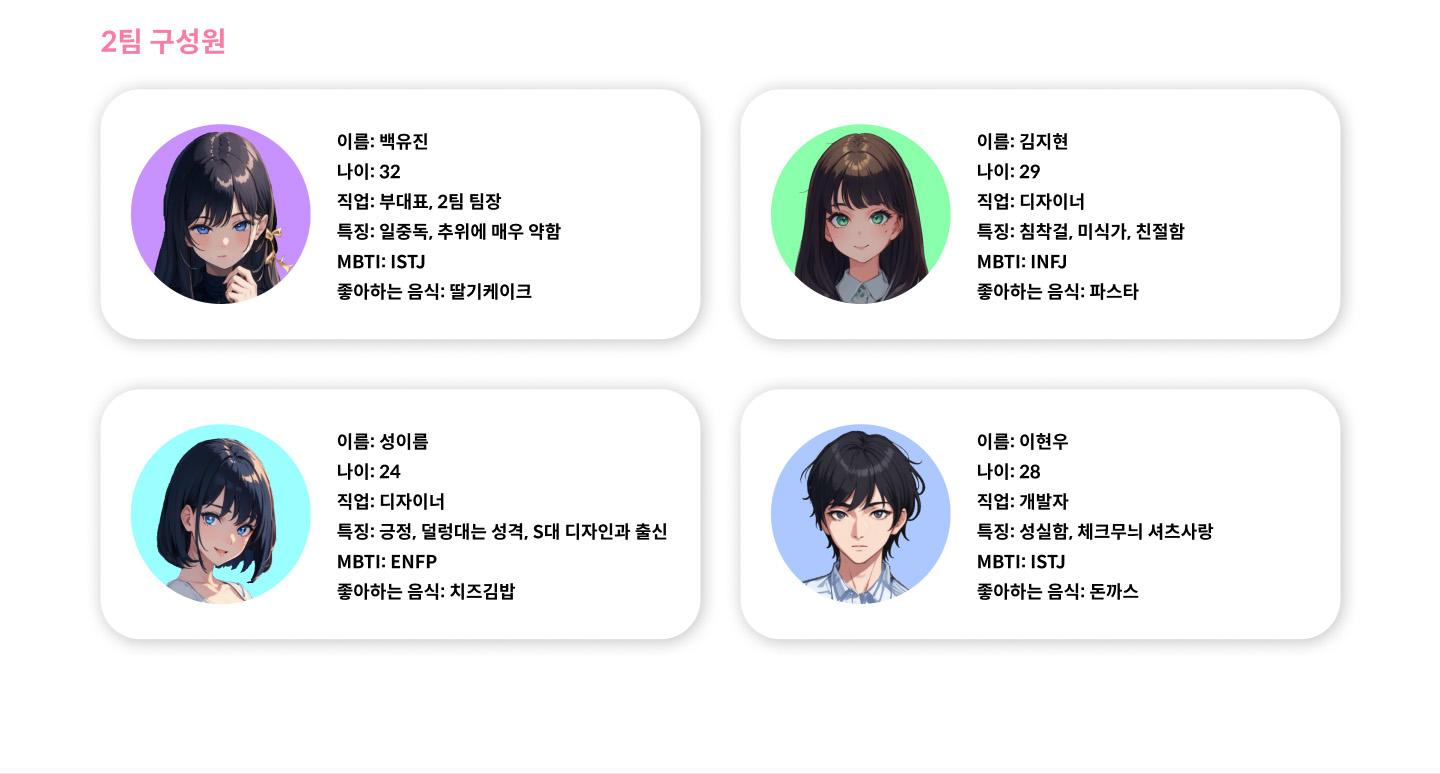 2팀 구성원
이름: 백유진
나이: 32
직업: 부대표, 2팀 팀장
특징: 일중독, 추위에 매우 약함
MBTI: ISTJ
좋아하는 음식: 딸기케이크
이름: 김지현
나이: 29
직업: 디자이너
특징: 침착걸, 미식가, 친절함
MBTI: INFJ
좋아하는 음식: 파스타
이름: 성이름
나이: 24
직업: 디자이너
특징: 긍정, 덜렁대는 성격, S대 디자인과 출신
MBTI: ENFP
좋아하는 음식: 치즈김밥
이름: 이현우
나이: 28
직업: 개발자
특징: 성실함, 체크무늬 셔츠사랑
MBTI: ISTJ
좋아하는 음식: 돈까스